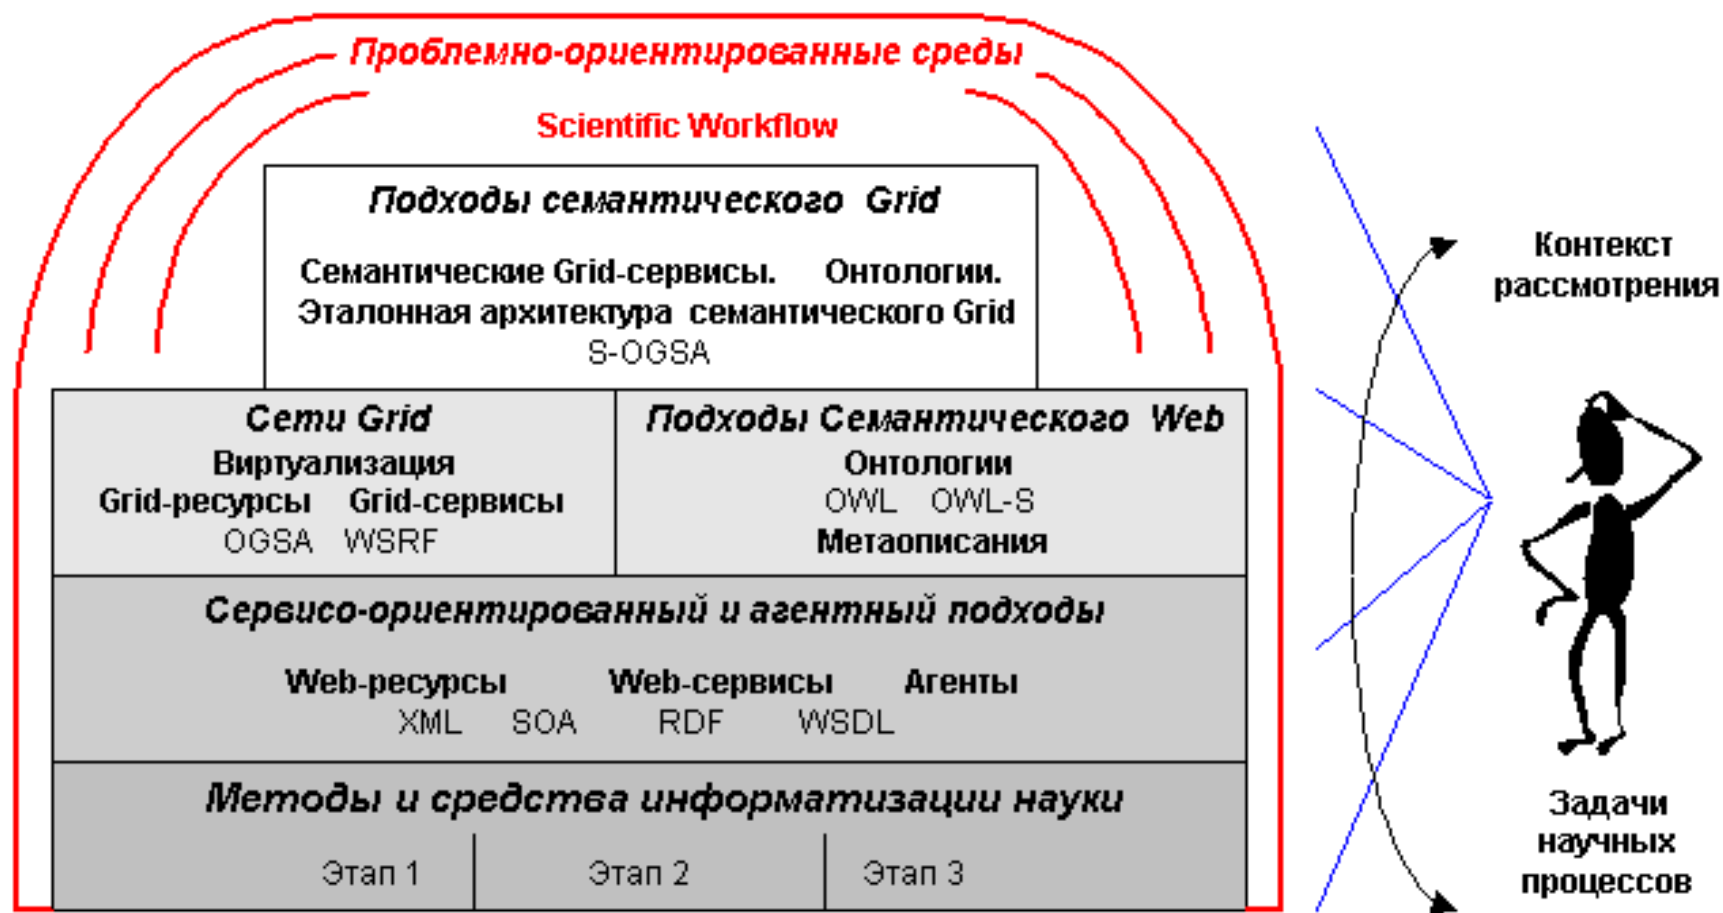 Проблемно-ориентированные среды
Scientific Workflow
Подходы семантического Grid
Семантические Grid-сервисы. Онтологии.
Эталонная архитектура семантического Grid
S-OGSA
Сети Grid
Виртуализация
Grid-ресурсы Grid-сервисы
OGSA WSRF
Подходы Семантического Web
Онтологии
OWL OWL-S
Метаописания
Сервисо-ориентированный и агентный подходы
Web-ресурсы Web-сервисы Агенты
XML SOA RDF WSDL
Методы и средства информатизации науки
Этап 1 Этап 2 Этап 3
Контекст
рассмотрения
Задачи
научных
процессов